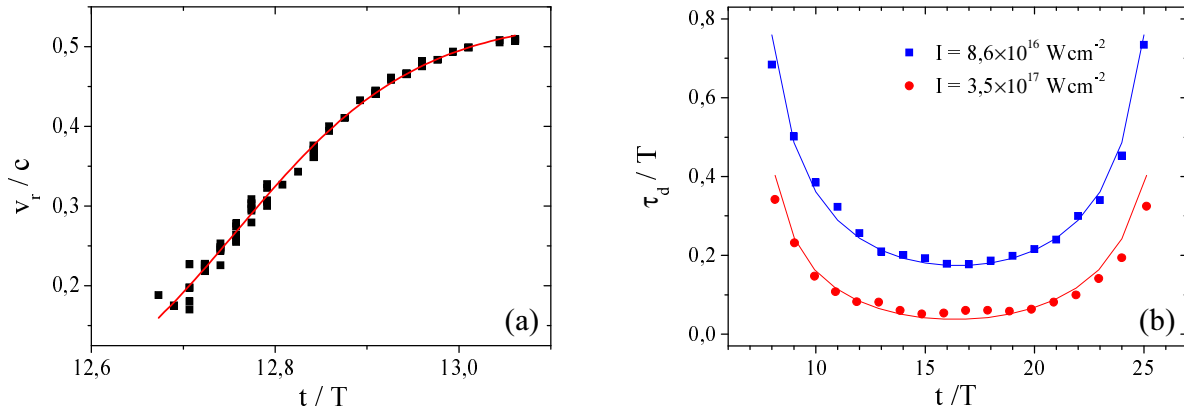 0,5
0,4
0,3
0,2
v_r / c
12,6 12,8 13,0
t / T
(a)
0,8
0,6
0,4
0,2
0,0
τ_d / T
I = 8,6×10^16 Wcm^-2
I = 3,5×10^17 Wcm^-2
10 15 20 25
t /T
(b)